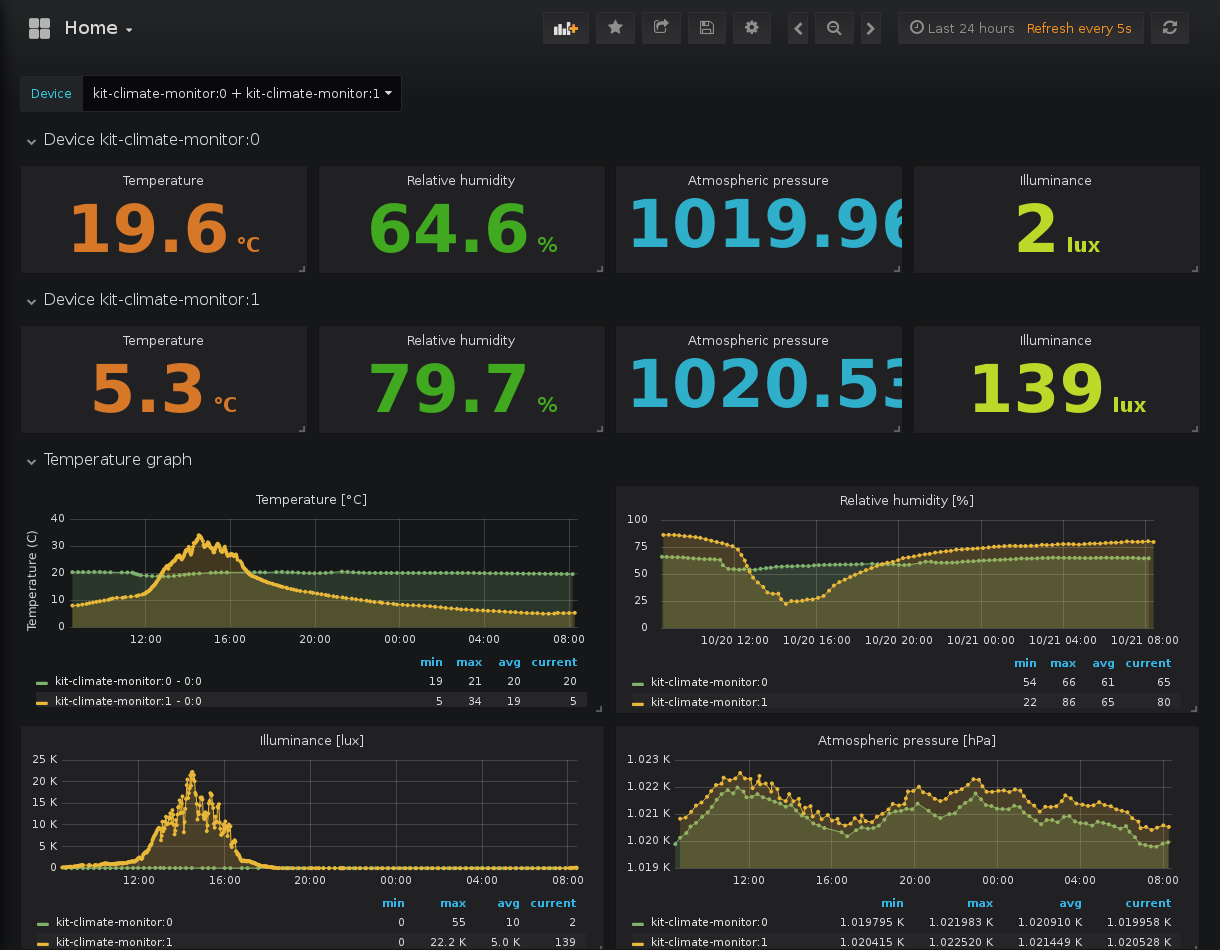 Home
Last 24 hours Refresh every 5s
Device kit-climate-monitor:0 + kit-climate-monitor:1
Device kit-climate-monitor:0
Temperature Relative humidity Atmospheric pressure Illuminance
19.6 °C 64.6 % 1019.96 2 lux
Device kit-climate-monitor:1
Temperature Relative humidity Atmospheric pressure Illuminance
5.3 °C 79.7 % 1020.53 139 lux
Temperature graph
Temperature [°C]
Temperature (C)
40
30
20
10
0
12:00 16:00 20:00 00:00 04:00 08:00
min max avg current
kit-climate-monitor:0 - 0:0 19 21 20 20
kit-climate-monitor:1 - 0:0 5 34 19 5
Relative humidity [%]
100
75
50
25
0
10/20 12:00 10/20 16:00 10/20 20:00 10/21 00:00 10/21 04:00 10/21 08:00
min max avg current
kit-climate-monitor:0 54 66 61 65
kit-climate-monitor:1 22 86 65 80
Illuminance [lux]
25 K
20 K
15 K
10 K
5 K
0
12:00 16:00 20:00 00:00 04:00 08:00
min max avg current
kit-climate-monitor:0 0 55 10 2
kit-climate-monitor:1 0 22.2 K 5.0 K 139
Atmospheric pressure [hPa]
1.023 K
1.022 K
1.021 K
1.020 K
1.019 K
12:00 16:00 20:00 00:00 04:00 08:00
min max avg current
kit-climate-monitor:0 1.019795 K 1.021983 K 1.020910 K 1.019958 K
kit-climate-monitor:1 1.020415 K 1.022520 K 1.021449 K 1.020528 K